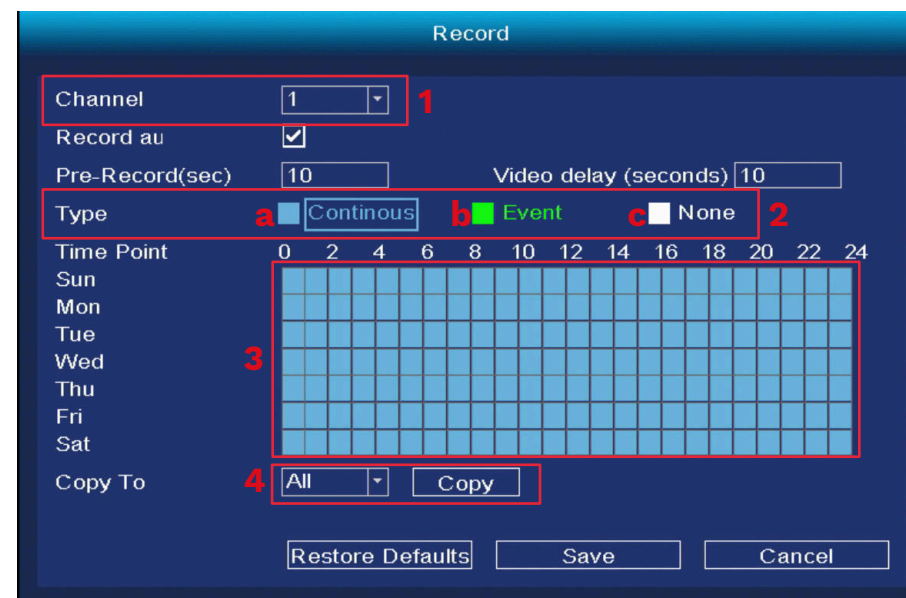 Record
Channel 1 1
Record au
Pre-Record(sec) 10 Video delay (seconds) 10
Type a Continous b Event c None 2
Time Point 0 2 4 6 8 10 12 14 16 18 20 22 24
Sun
Mon
Tue
Wed 3
Thu
Fri
Sat
Copy To 4 All Copy
Restore Defaults Save Cancel